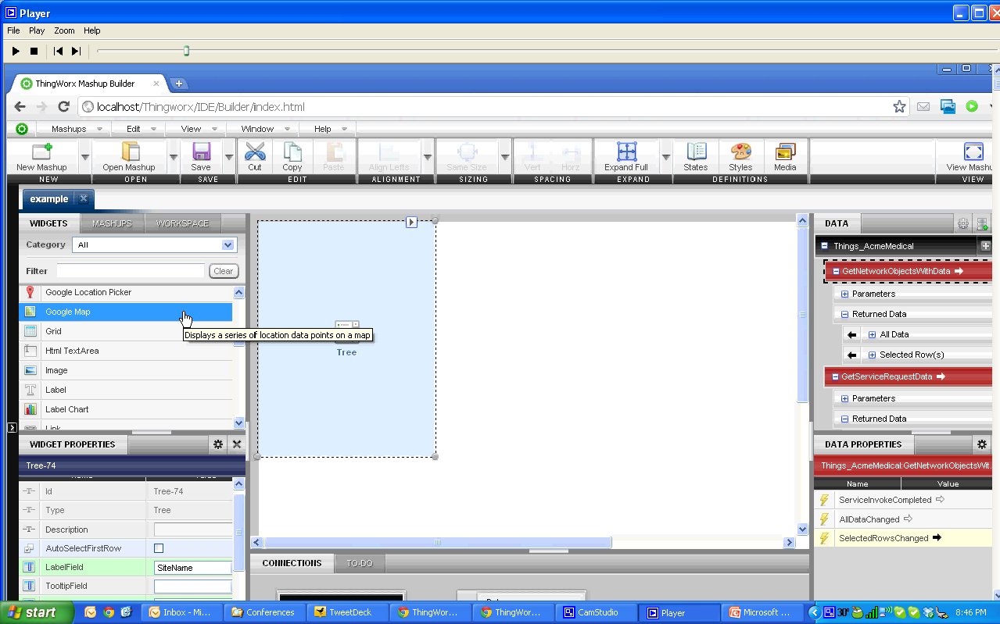 Player
File Play Zoom Help
ThingWorx Mashup Builder
localhost/Thingworx/IDE/Builder/index.html
Mashups Edit View Window Help
New Mashup Open Mashup Save Cut Copy Paste Align Lefts Same Size Vert Horz Expand Full States Styles Media View Mashu
NEW OPEN SAVE EDIT ALIGNMENT SIZING SPACING EXPAND DEFINITIONS VIEW
example
WIDGETS MASHUPS WORKSPACE
Category All
Filter Clear
Google Location Picker
Google Map
Grid
Html TextArea
Image
Label
Label Chart
Link
Displays a series of location data points on a map
Tree
DATA
Things_AcmeMedical
GetNetworkObjectsWithData
Parameters
Returned Data
All Data
Selected Row(s)
GetServiceRequestData
Parameters
Returned Data
WIDGET PROPERTIES
Tree-74
Name Value
Id Tree-74
Type Tree
Description
AutoSelectFirstRow
LabelField SiteName
TooltipField
CONNECTIONS TO-DO
DATA PROPERTIES
Things_AcmeMedical:GetNetworkObjectsWit...
Name Value
ServiceInvokeCompleted
AllDataChanged
SelectedRowsChanged
start Inbox - Mi... Conferences TweetDeck ThingWor... ThingWor... CamStudio Player Microsoft ... 30° 8:46 PM